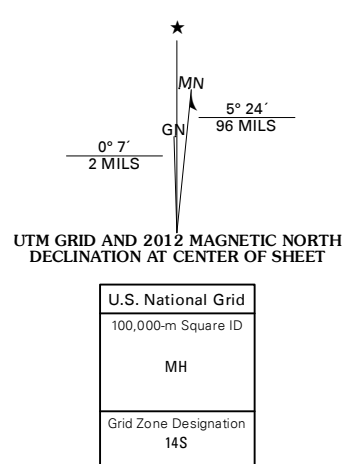 ★
MN
GN
5° 24´
96 MILS
0° 7´
2 MILS
UTM GRID AND 2012 MAGNETIC NORTH
DECLINATION AT CENTER OF SHEET
U.S. National Grid
100,000-m Square ID
MH
Grid Zone Designation
14S